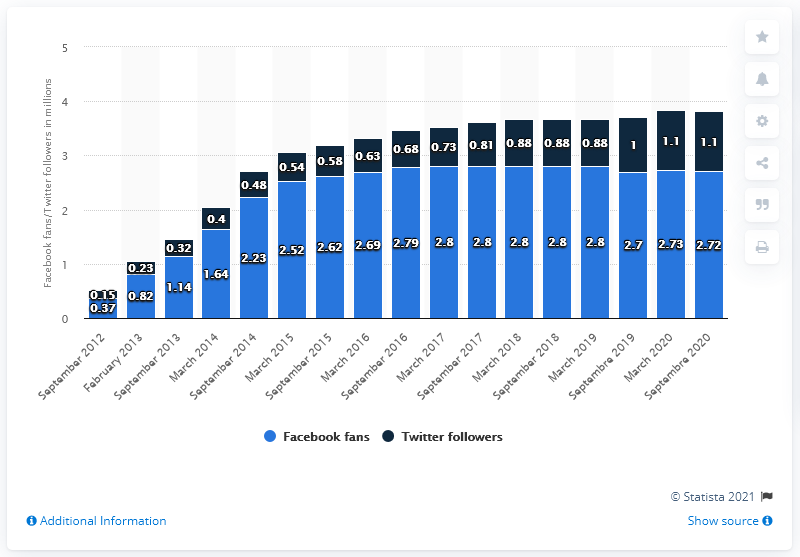 Facebook fans/Twitter followers in millions
5
4
3
2
1
0
0.15
0.23
0.32
0.4
0.48
0.54
0.58
0.63
0.68
0.73
0.81
0.88
0.88
0.88
1
1.1
1.1
0.37
0.82
1.14
1.64
2.23
2.52
2.62
2.69
2.79
2.8
2.8
2.8
2.8
2.8
2.7
2.73
2.72
September 2012
February 2013
September 2013
March 2014
September 2014
March 2015
September 2015
March 2016
September 2016
March 2017
September 2017
March 2018
September 2018
March 2019
Septembre 2019
March 2020
Septembre 2020
Facebook fans
Twitter followers
© Statista 2021
Additional Information
Show source